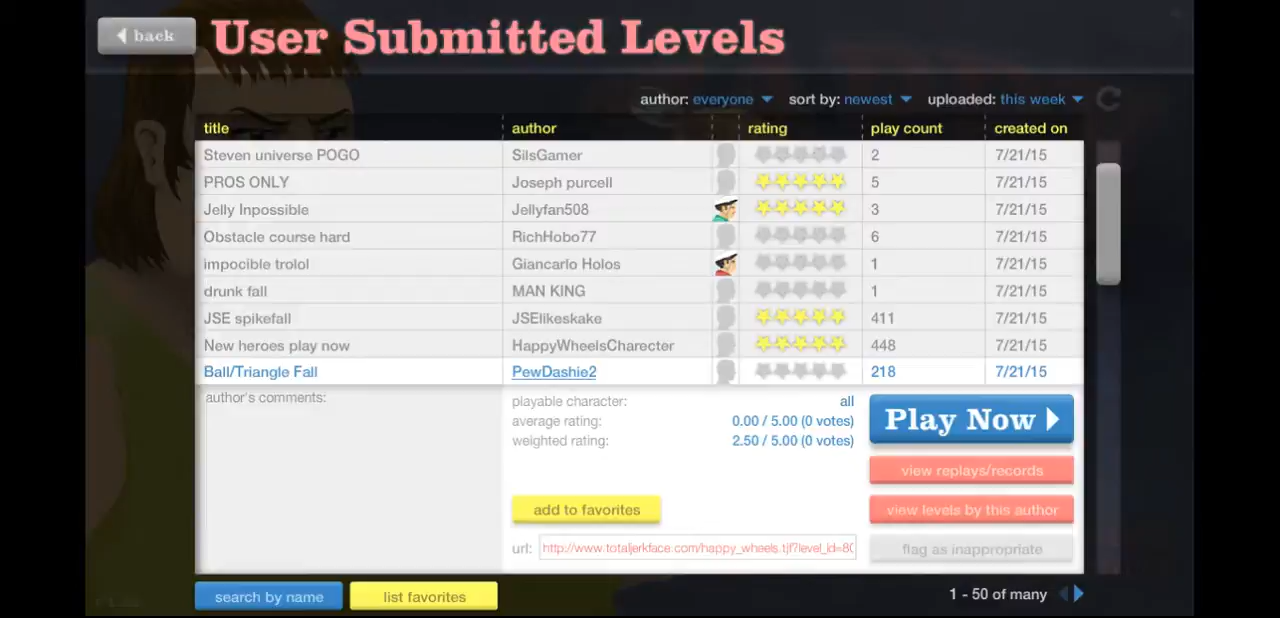 back User Submitted Levels
author: everyone sort by: newest uploaded: this week
title author rating play count created on
Steven universe POGO SilsGamer 2 7/21/15
PROS ONLY Joseph purcell 5 7/21/15
Jelly Inpossible Jellyfan508 3 7/21/15
Obstacle course hard RichHobo77 6 7/21/15
impocible trolol Giancarlo Holos 1 7/21/15
drunk fall MAN KING 1 7/21/15
JSE spikefall JSElikeskake 411 7/21/15
New heroes play now HappyWheelsCharecter 448 7/21/15
Ball/Triangle Fall PewDashie2 218 7/21/15
author's comments: playable character: all
average rating: 0.00 / 5.00 (0 votes)
weighted rating: 2.50 / 5.00 (0 votes)
Play Now
view replays/records
add to favorites view levels by this author
url: http://www.totaljerkface.com/happy_wheels.tjf?level_id=80 flag as inappropriate
search by name list favorites 1 - 50 of many